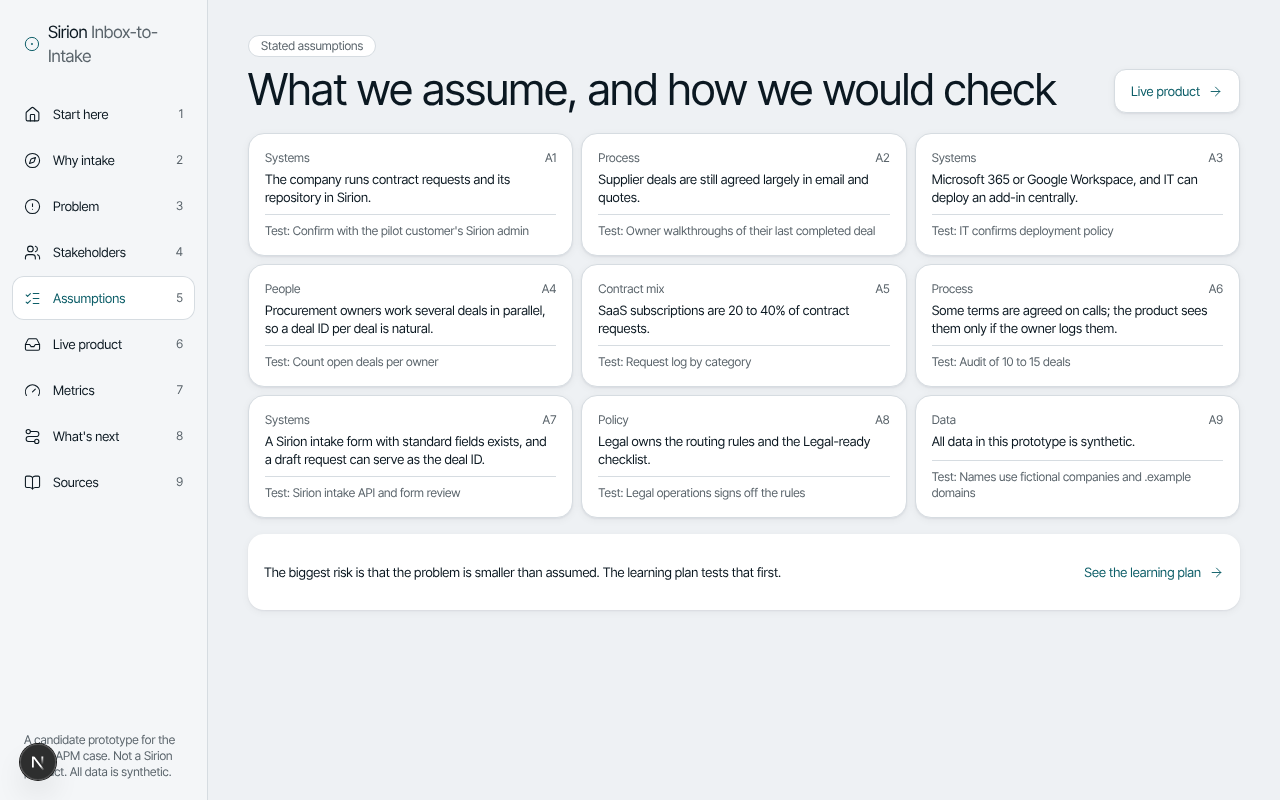 Sirion Inbox-to-
Intake
Start here 1
Why intake 2
Problem 3
Stakeholders 4
Assumptions 5
Live product 6
Metrics 7
What's next 8
Sources 9
A candidate prototype for the
APM case. Not a Sirion
All data is synthetic.
N
Stated assumptions
What we assume, and how we would check
Live product
Systems A1
The company runs contract requests and its
repository in Sirion.
Test: Confirm with the pilot customer's Sirion admin
Process A2
Supplier deals are still agreed largely in email and
quotes.
Test: Owner walkthroughs of their last completed deal
Systems A3
Microsoft 365 or Google Workspace, and IT can
deploy an add-in centrally.
Test: IT confirms deployment policy
People A4
Procurement owners work several deals in parallel,
so a deal ID per deal is natural.
Test: Count open deals per owner
Contract mix A5
SaaS subscriptions are 20 to 40% of contract
requests.
Test: Request log by category
Process A6
Some terms are agreed on calls; the product sees
them only if the owner logs them.
Test: Audit of 10 to 15 deals
Systems A7
A Sirion intake form with standard fields exists, and
a draft request can serve as the deal ID.
Test: Sirion intake API and form review
Policy A8
Legal owns the routing rules and the Legal-ready
checklist.
Test: Legal operations signs off the rules
Data A9
All data in this prototype is synthetic.
Test: Names use fictional companies and .example
domains
The biggest risk is that the problem is smaller than assumed. The learning plan tests that first.
See the learning plan